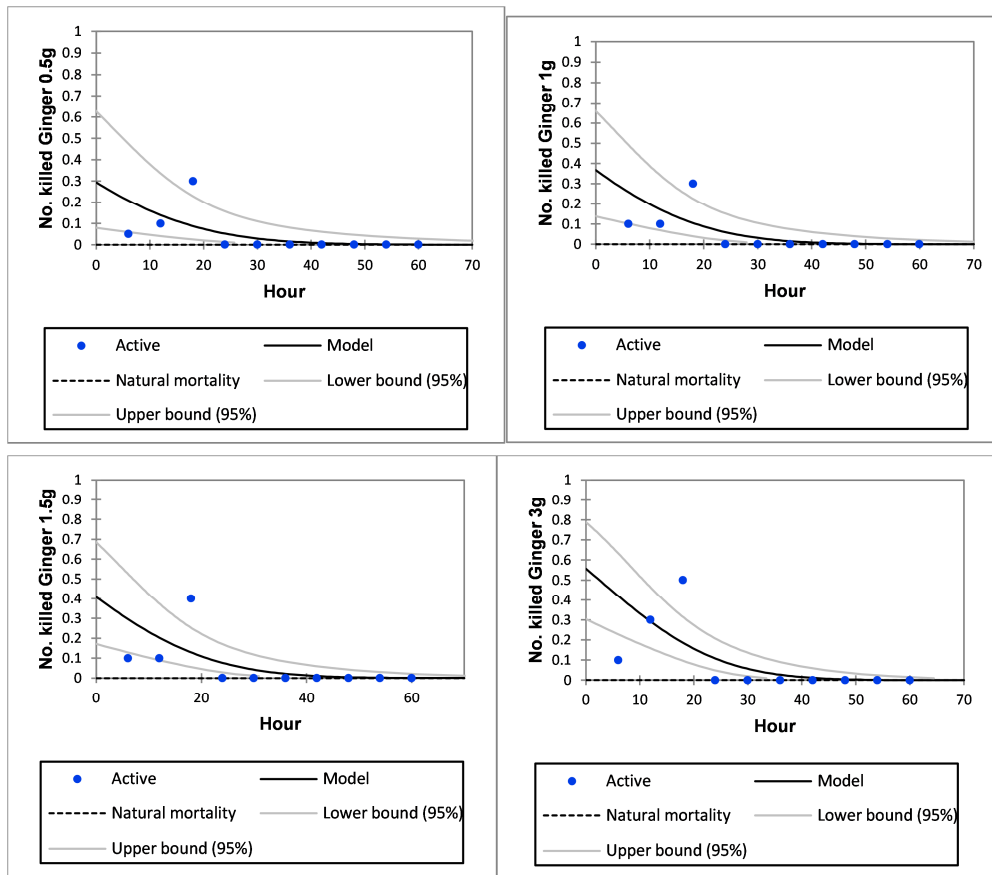 No. killed Ginger 0.5g
1
0.9
0.8
0.7
0.6
0.5
0.4
0.3
0.2
0.1
0
0 10 20 30 40 50 60 70
Hour
Active Model
Natural mortality Lower bound (95%)
Upper bound (95%)
No. killed Ginger 1g
1
0.9
0.8
0.7
0.6
0.5
0.4
0.3
0.2
0.1
0
0 10 20 30 40 50 60 70
Hour
Active Model
Natural mortality Lower bound (95%)
Upper bound (95%)
No. killed Ginger 1.5g
1
0.9
0.8
0.7
0.6
0.5
0.4
0.3
0.2
0.1
0
0 20 40 60
Hour
Active Model
Natural mortality Lower bound (95%)
Upper bound (95%)
No. killed Ginger 3g
1
0.9
0.8
0.7
0.6
0.5
0.4
0.3
0.2
0.1
0
0 10 20 30 40 50 60 70
Hour
Active Model
Natural mortality Lower bound (95%)
Upper bound (95%)